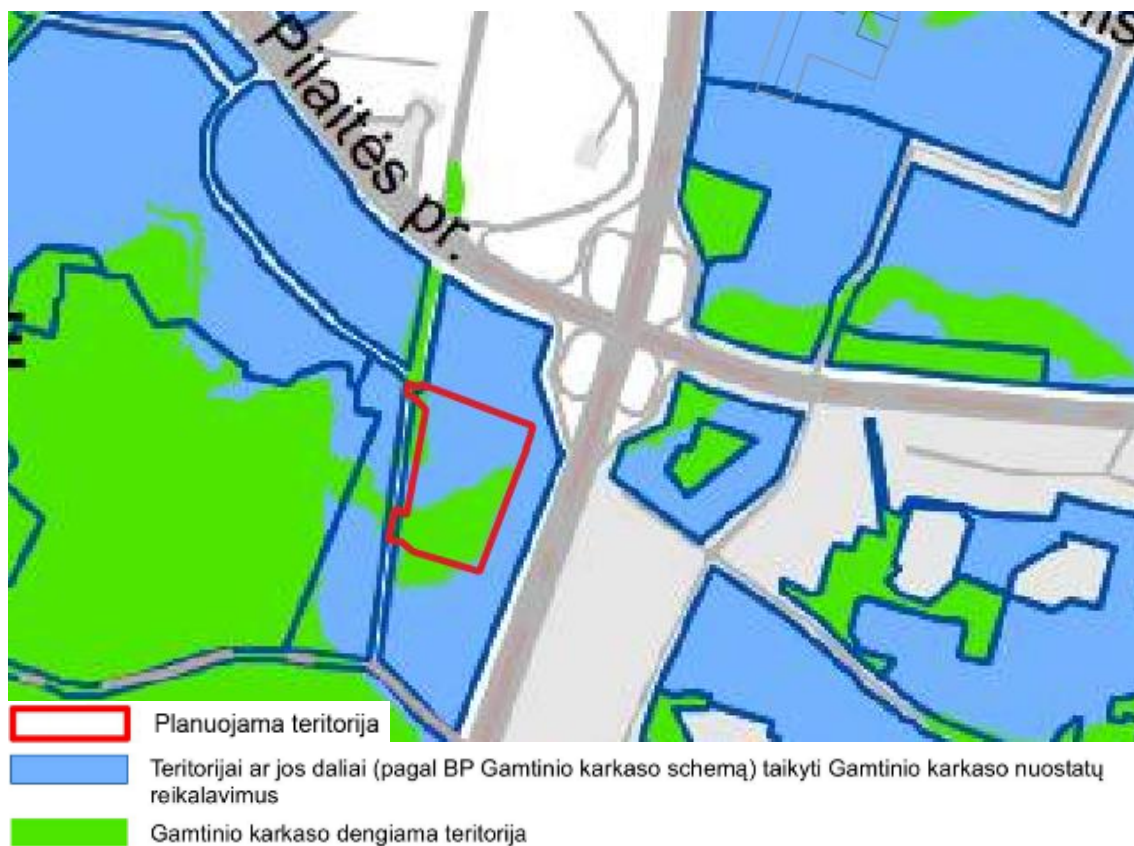 Pilaitės pr.
Planuojama teritorija
Teritorijai ar jos daliai (pagal BP Gamtinio karkaso schemą) taikyti Gamtinio karkaso nuostatų
reikalavimus
Gamtinio karkaso dengiama teritorija